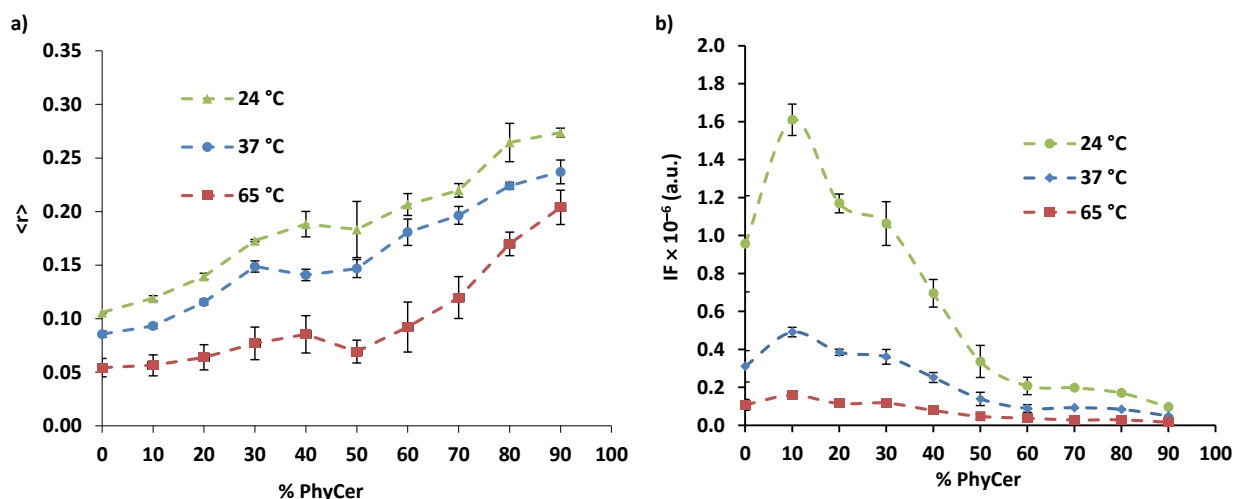 a)
<r>
0.35
0.30
0.25
0.20
0.15
0.10
0.05
0.00
24 °C
37 °C
65 °C
0 10 20 30 40 50 60 70 80 90 100
% PhyCer
b)
IF × 10⁻⁶ (a.u.)
2.0
1.8
1.6
1.4
1.2
1.0
0.8
0.6
0.4
0.2
0.0
24 °C
37 °C
65 °C
0 10 20 30 40 50 60 70 80 90 100
% PhyCer